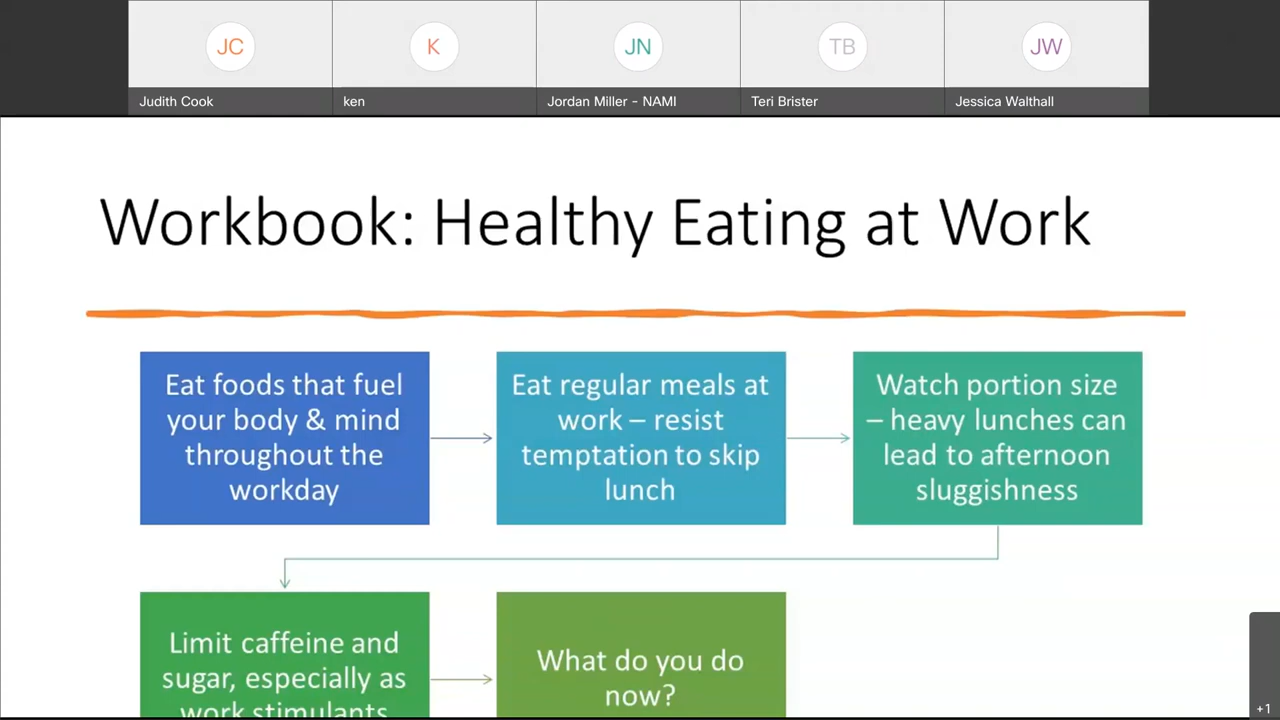 JC
K
JN
TB
JW
Judith Cook
ken
Jordan Miller - NAMI
Teri Brister
Jessica Walthall
Workbook: Healthy Eating at Work
Eat foods that fuel
your body & mind
throughout the
workday
Eat regular meals at
work – resist
temptation to skip
lunch
Watch portion size
– heavy lunches can
lead to afternoon
sluggishness
Limit caffeine and
sugar, especially as
work stimulants
What do you do
now?
+1